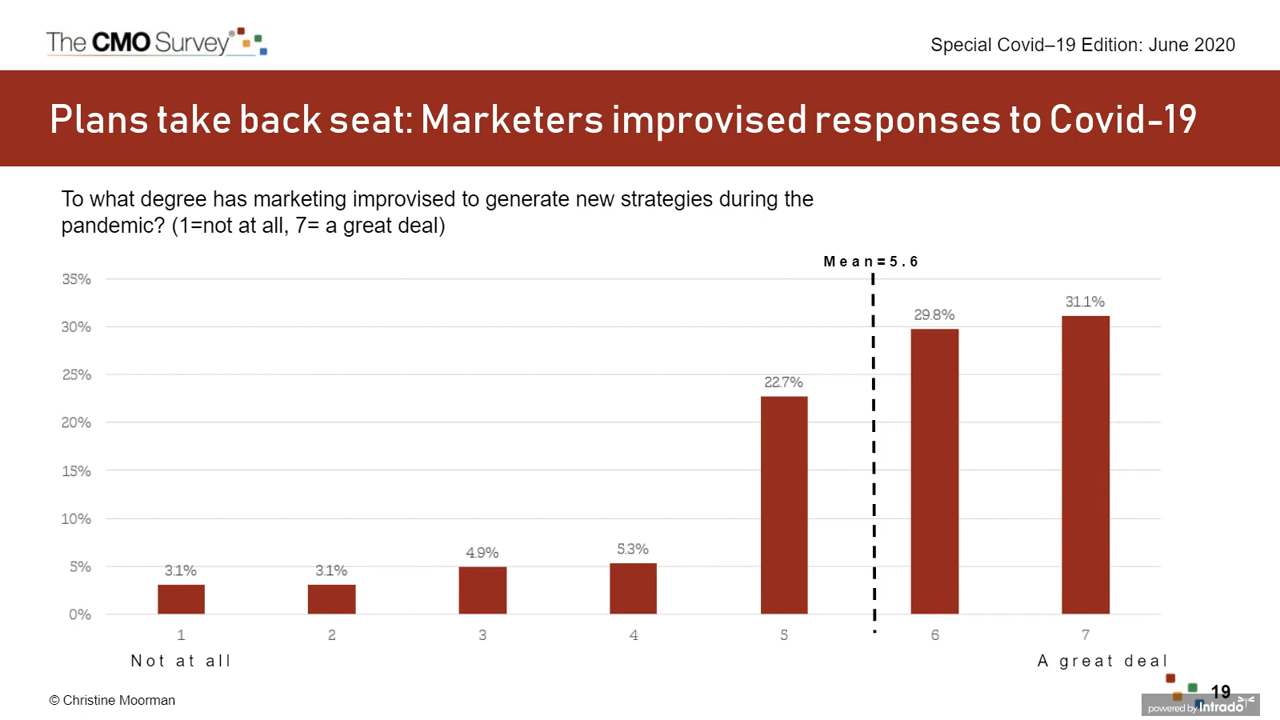 The CMO Survey®
Special Covid–19 Edition: June 2020
Plans take back seat: Marketers improvised responses to Covid-19
To what degree has marketing improvised to generate new strategies during the
pandemic? (1=not at all, 7= a great deal)
Mean=5.6
35%
30%
25%
20%
15%
10%
5%
0%
3.1%
3.1%
4.9%
5.3%
22.7%
29.8%
31.1%
1 2 3 4 5 6 7
Not at all A great deal
© Christine Moorman
19
powered by Intrado